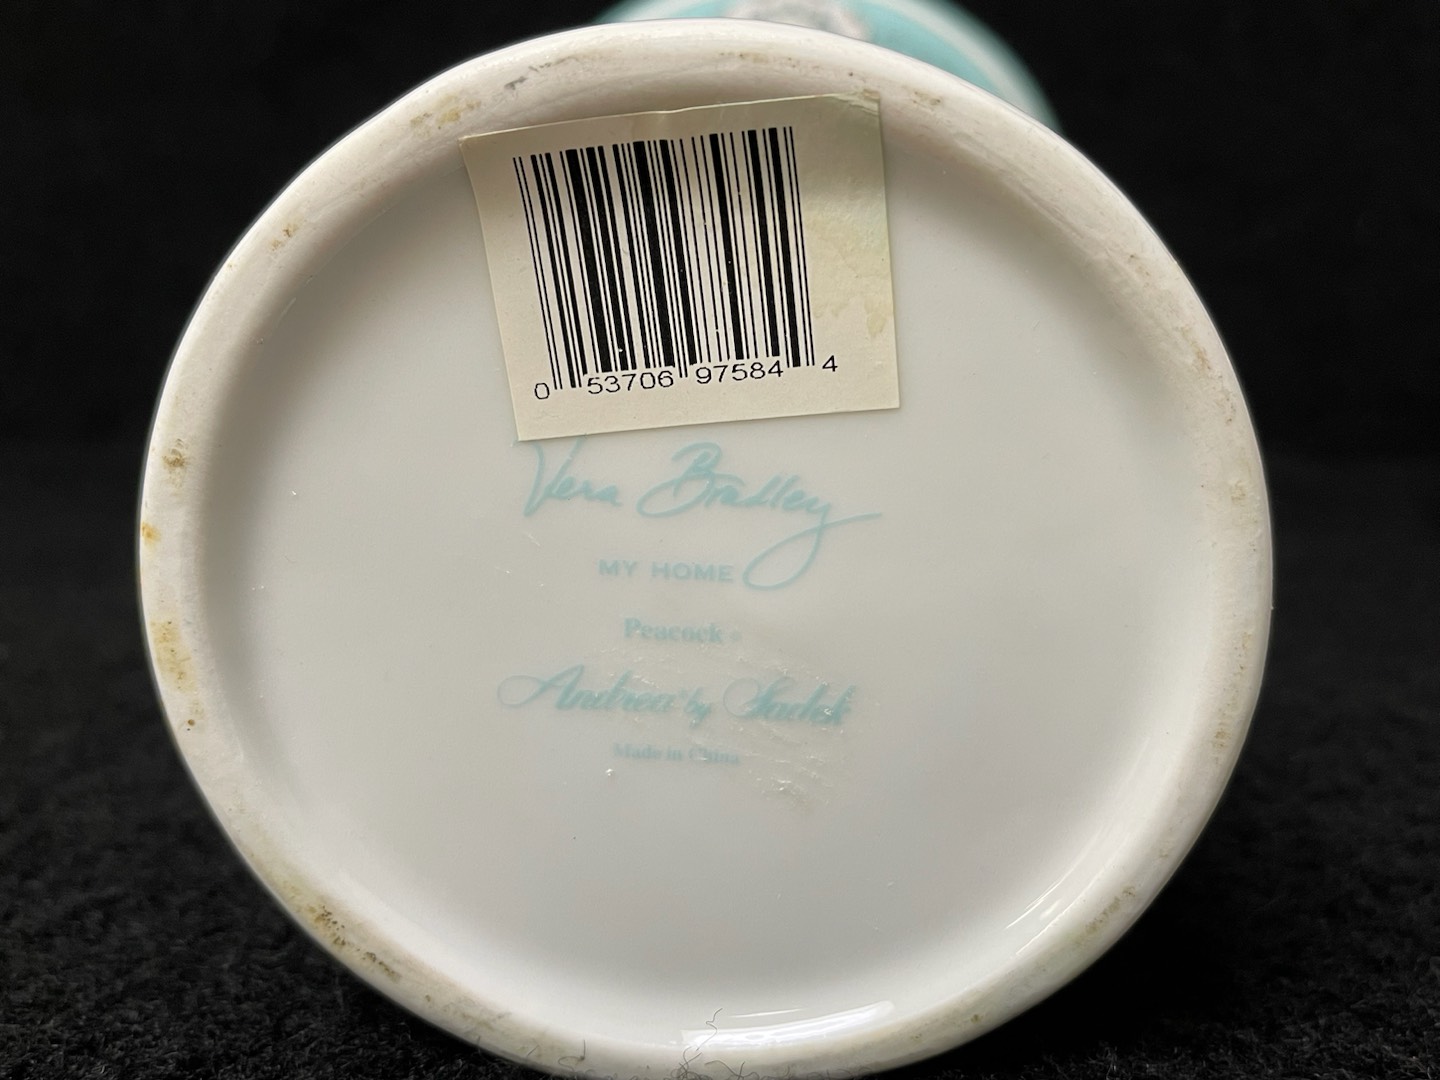 0 53706 97584 4
Vera Bradley
MY HOME
Peacock
Andrea® by Sadek
Made in China